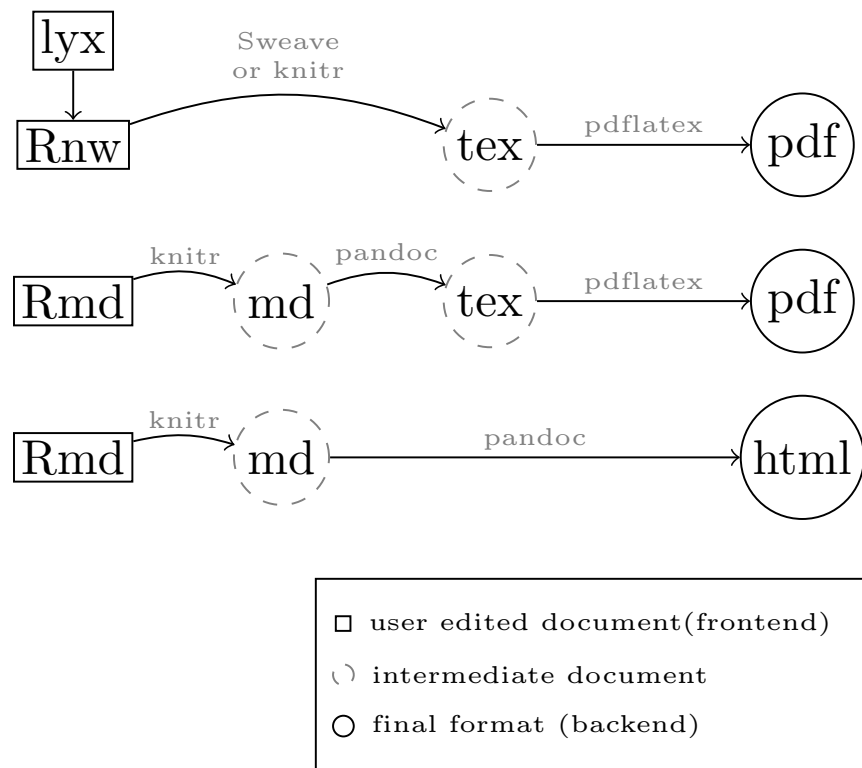 lyx
Sweave
or knitr
Rnw
tex
pdflatex
pdf
knitr
pandoc
pdflatex
Rmd
md
tex
pdf
knitr
pandoc
Rmd
md
html
user edited document(frontend)
intermediate document
final format (backend)